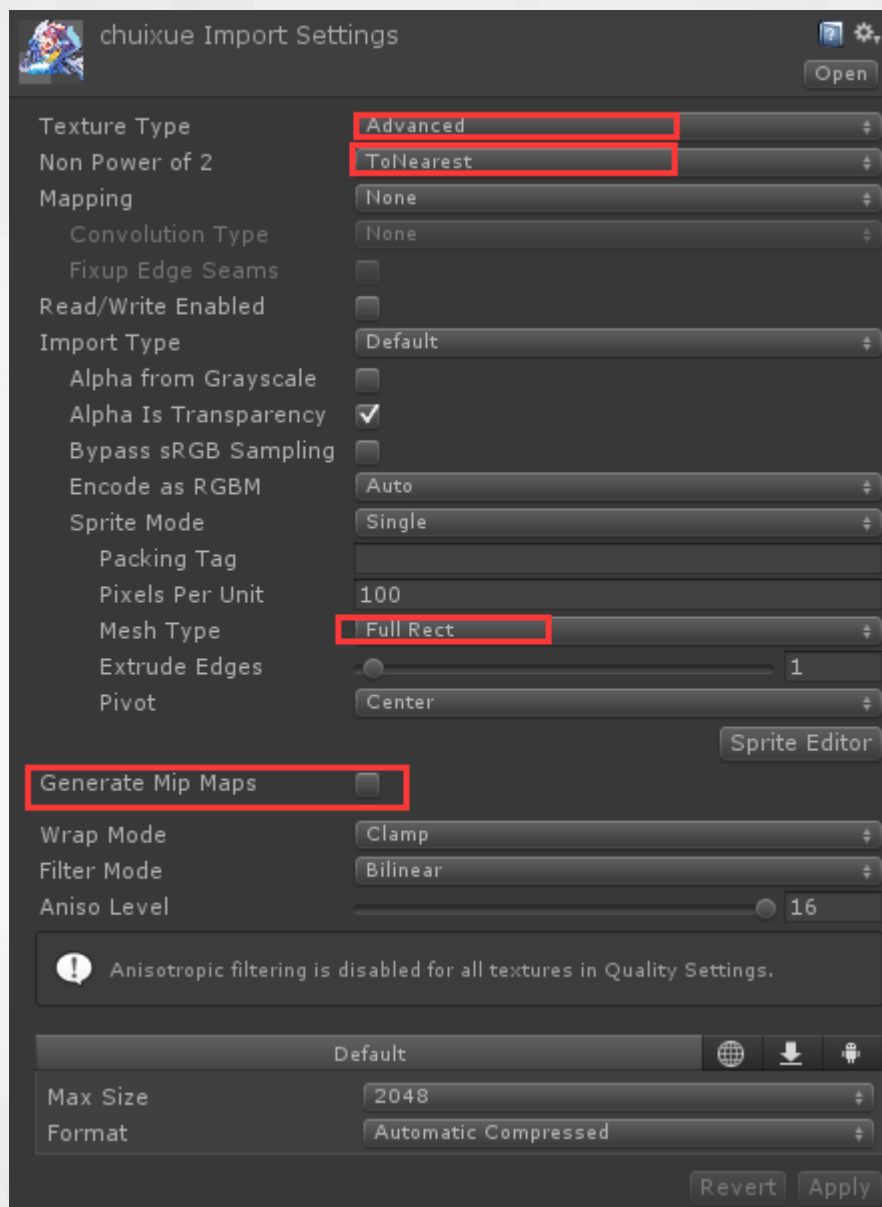 chuixue Import Settings
Open
Texture Type Advanced
Non Power of 2 ToNearest
Mapping None
Convolution Type None
Fixup Edge Seams
Read/Write Enabled
Import Type Default
Alpha from Grayscale
Alpha Is Transparency
Bypass sRGB Sampling
Encode as RGBM Auto
Sprite Mode Single
Packing Tag
Pixels Per Unit 100
Mesh Type Full Rect
Extrude Edges 1
Pivot Center
Sprite Editor
Generate Mip Maps
Wrap Mode Clamp
Filter Mode Bilinear
Aniso Level 16
Anisotropic filtering is disabled for all textures in Quality Settings.
Default
Max Size 2048
Format Automatic Compressed
Revert Apply